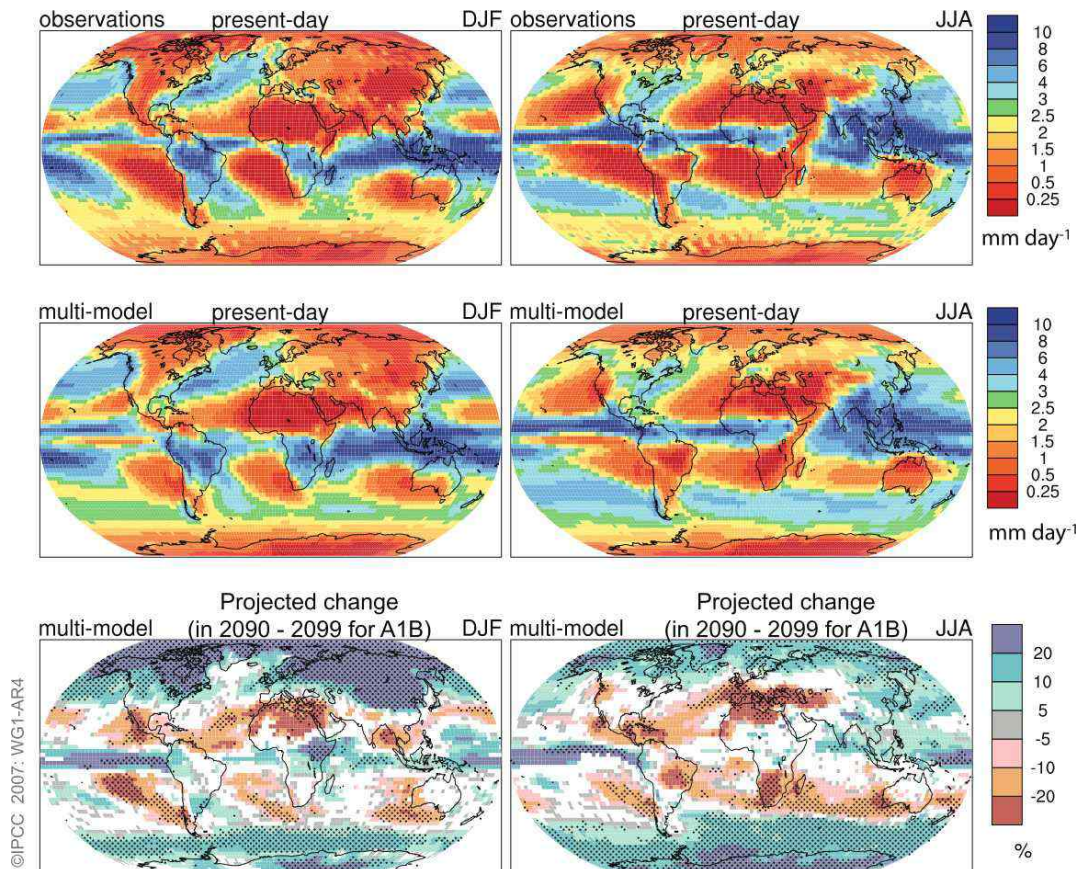 observations present-day DJF
observations present-day JJA
10
8
6
4
3
2.5
2
1.5
1
0.5
0.25
mm day-1
multi-model present-day DJF
multi-model present-day JJA
10
8
6
4
3
2.5
2
1.5
1
0.5
0.25
mm day-1
Projected change
multi-model (in 2090 - 2099 for A1B) DJF
Projected change
multi-model (in 2090 - 2099 for A1B) JJA
20
10
5
-5
-10
-20
%
©IPCC 2007: WG1-AR4